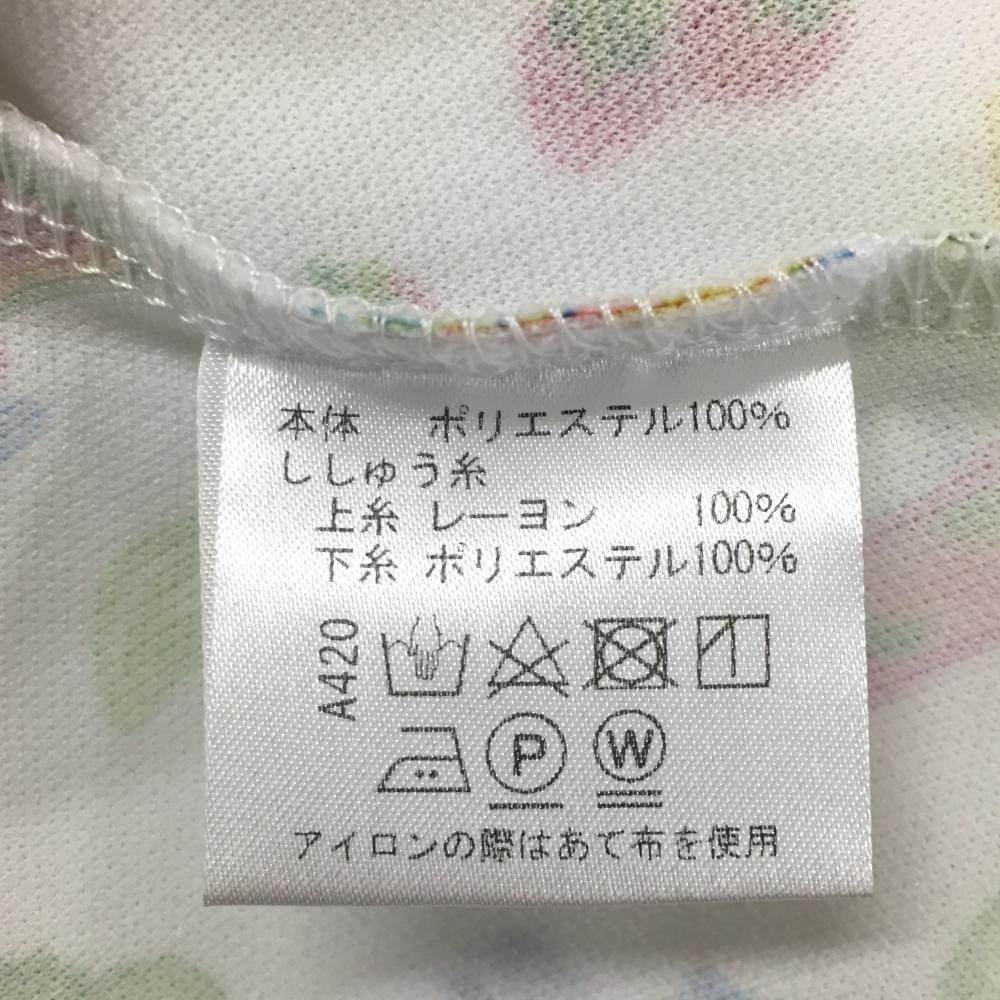 本体 ポリエステル100%
ししゅう糸
上糸 レーヨン 100%
下糸 ポリエステル100%
A420
P W
アイロンの際はあて布を使用